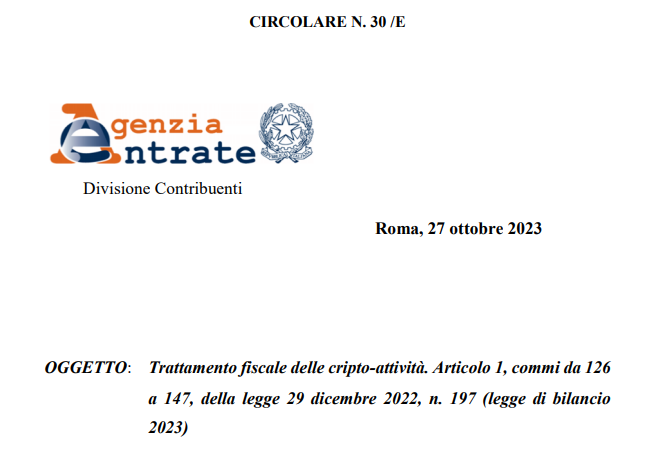 CIRCOLARE N. 30 /E
Agenzia
Entrate
Divisione Contribuenti
Roma, 27 ottobre 2023
OGGETTO: Trattamento fiscale delle cripto-attività. Articolo 1, commi da 126
a 147, della legge 29 dicembre 2022, n. 197 (legge di bilancio
2023)